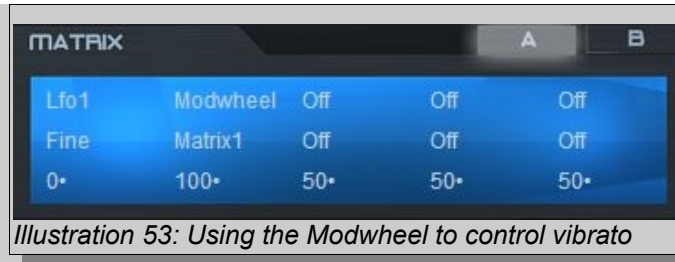 MATRIX A B
Lfo1 Modwheel Off Off Off
Fine Matrix1 Off Off Off
0• 100• 50• 50• 50•
Illustration 53: Using the Modwheel to control vibrato